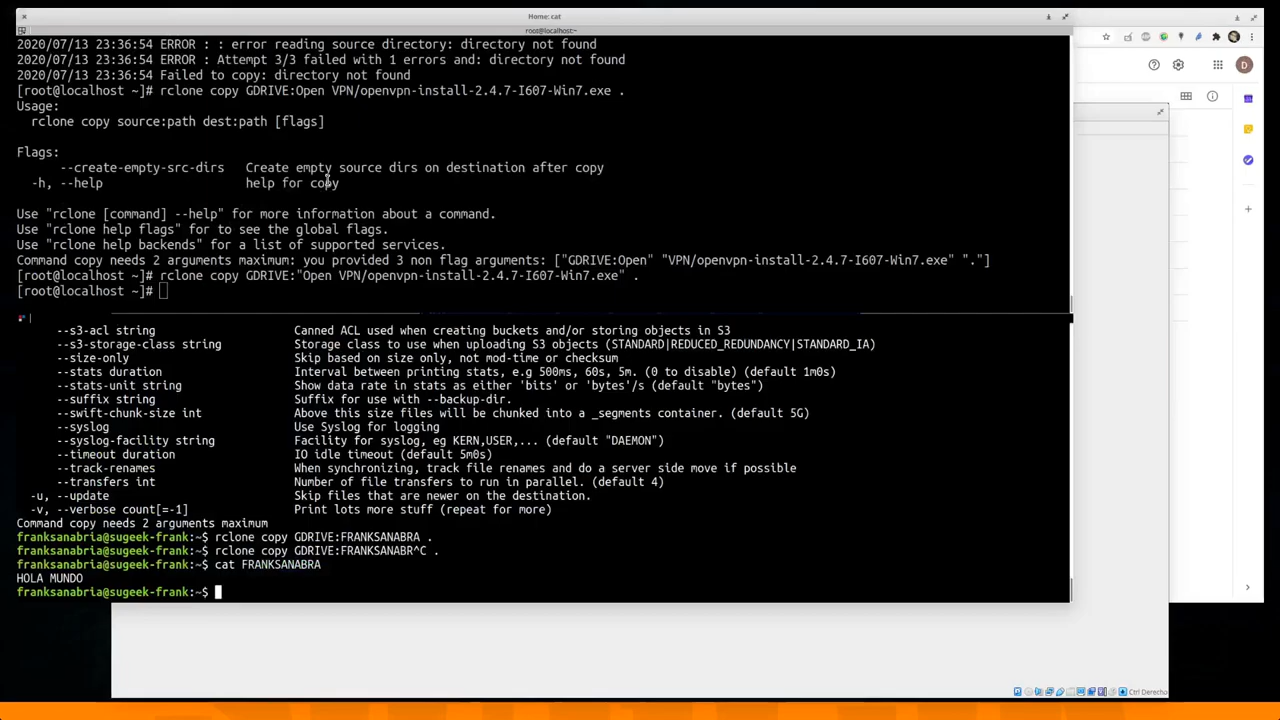 Home: cat
root@localhost:~
2020/07/13 23:36:54 ERROR : : error reading source directory: directory not found
2020/07/13 23:36:54 ERROR : Attempt 3/3 failed with 1 errors and: directory not found
2020/07/13 23:36:54 Failed to copy: directory not found
[root@localhost ~]# rclone copy GDRIVE:Open VPN/openvpn-install-2.4.7-I607-Win7.exe .
Usage:
rclone copy source:path dest:path [flags]
Flags:
--create-empty-src-dirs   Create empty source dirs on destination after copy
-h, --help                help for copy
Use "rclone [command] --help" for more information about a command.
Use "rclone help flags" for to see the global flags.
Use "rclone help backends" for a list of supported services.
Command copy needs 2 arguments maximum: you provided 3 non flag arguments: ["GDRIVE:Open" "VPN/openvpn-install-2.4.7-I607-Win7.exe" "."]
[root@localhost ~]# rclone copy GDRIVE:"Open VPN/openvpn-install-2.4.7-I607-Win7.exe" .
[root@localhost ~]#
--s3-acl string                     Canned ACL used when creating buckets and/or storing objects in S3
--s3-storage-class string           Storage class to use when uploading S3 objects (STANDARD|REDUCED_REDUNDANCY|STANDARD_IA)
--size-only                         Skip based on size only, not mod-time or checksum
--stats duration                    Interval between printing stats, e.g 500ms, 60s, 5m. (0 to disable) (default 1m0s)
--stats-unit string                 Show data rate in stats as either 'bits' or 'bytes'/s (default "bytes")
--suffix string                     Suffix for use with --backup-dir.
--swift-chunk-size int              Above this size files will be chunked into a _segments container. (default 5G)
--syslog                            Use Syslog for logging
--syslog-facility string            Facility for syslog, eg KERN,USER,... (default "DAEMON")
--timeout duration                  IO idle timeout (default 5m0s)
--track-renames                     When synchronizing, track file renames and do a server side move if possible
--transfers int                     Number of file transfers to run in parallel. (default 4)
-u, --update                        Skip files that are newer on the destination.
-v, --verbose count[=-1]            Print lots more stuff (repeat for more)
Command copy needs 2 arguments maximum
franksanabria@sugeek-frank:~$ rclone copy GDRIVE:FRANKSANABRA .
franksanabria@sugeek-frank:~$ rclone copy GDRIVE:FRANKSANABR^C .
franksanabria@sugeek-frank:~$ cat FRANKSANABRA
HOLA MUNDO
franksanabria@sugeek-frank:~$
D
Ctrl Derecha